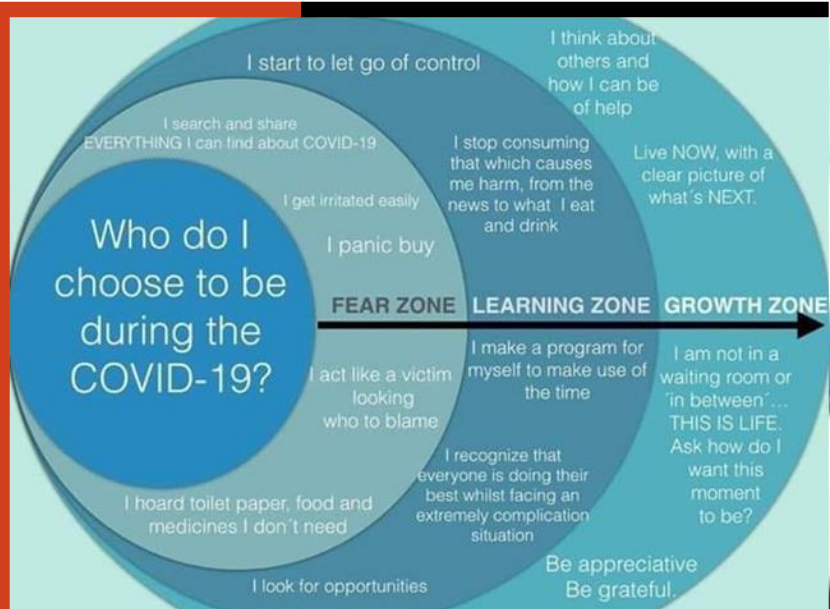 I start to let go of control
I think about
others and
how I can be
of help
I search and share
EVERYTHING I can find about COVID-19
I stop consuming
that which causes
me harm, from the
news to what I eat
and drink
Live NOW, with a
clear picture of
what´s NEXT.
I get irritated easily
I panic buy
Who do I
choose to be
during the
COVID-19?
FEAR ZONE
LEARNING ZONE
GROWTH ZONE
I act like a victim
looking
who to blame
I make a program for
myself to make use of
the time
I am not in a
waiting room or
´in between´...
THIS IS LIFE.
Ask how do I
want this
moment
to be?
I recognize that
everyone is doing their
best whilst facing an
extremely complication
situation
I hoard toilet paper, food and
medicines I don´t need
I look for opportunities
Be appreciative
Be grateful.